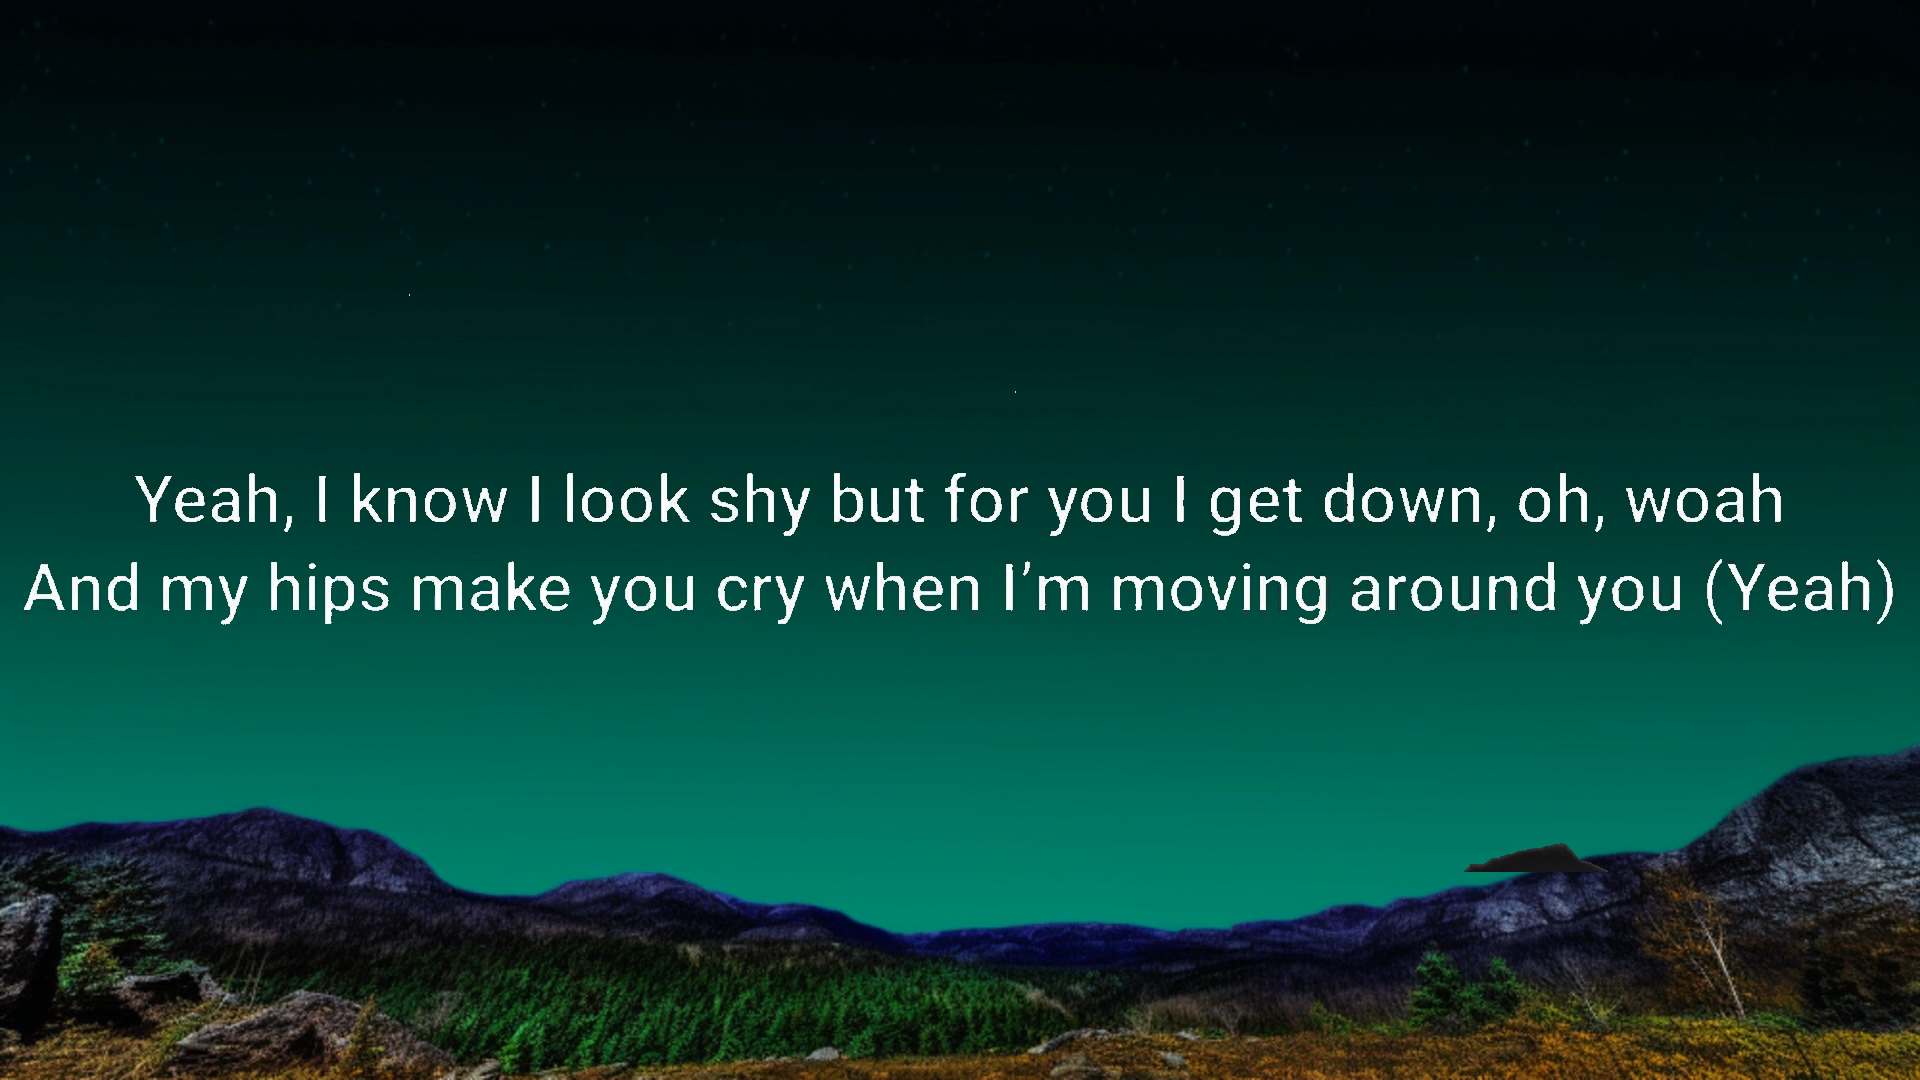 Yeah, I know I look shy but for you I get down, oh, woah
And my hips make you cry when I’m moving around you (Yeah)